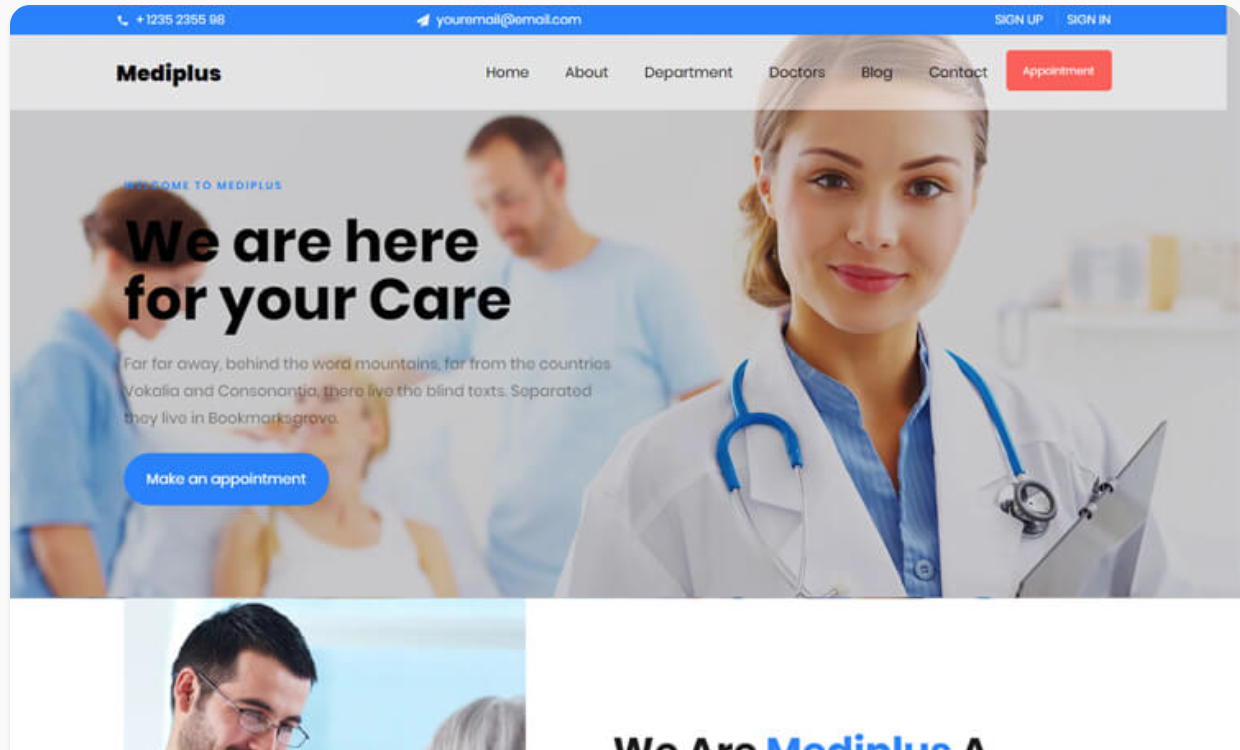 + 1235 2355 98
youremail@email.com
SIGN UP
SIGN IN
Mediplus
Home
About
Department
Doctors
Blog
Contact
Appointment
WELCOME TO MEDIPLUS
We are here
for your Care
Far far away, behind the word mountains, far from the countries
Vokalia and Consonantia, there live the blind texts. Separated
they live in Bookmarksgrove.
Make an appointment
We Are Mediplus A